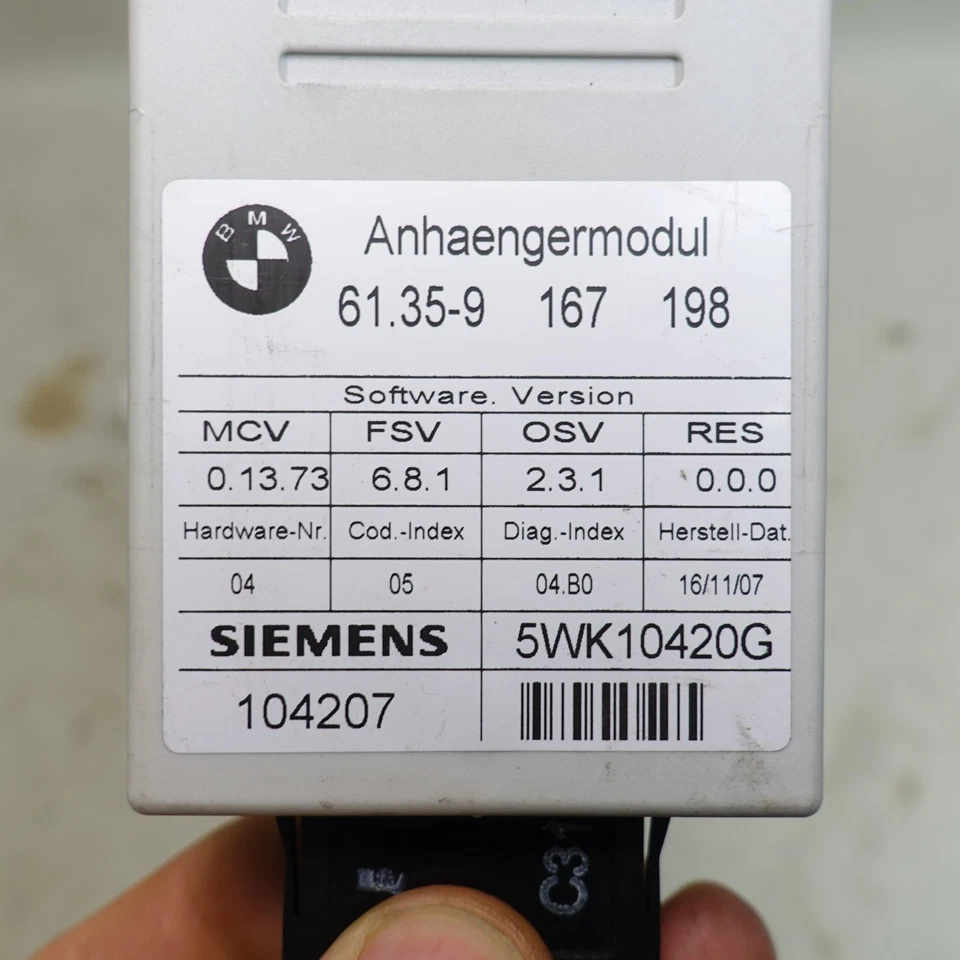 BMW
Anhaengermodul
61.35-9 167 198
Software. Version
MCV FSV OSV RES
0.13.73 6.8.1 2.3.1 0.0.0
Hardware-Nr. Cod.-Index Diag.-Index Herstell-Dat.
04 05 04.B0 16/11/07
SIEMENS 5WK10420G
104207
C3